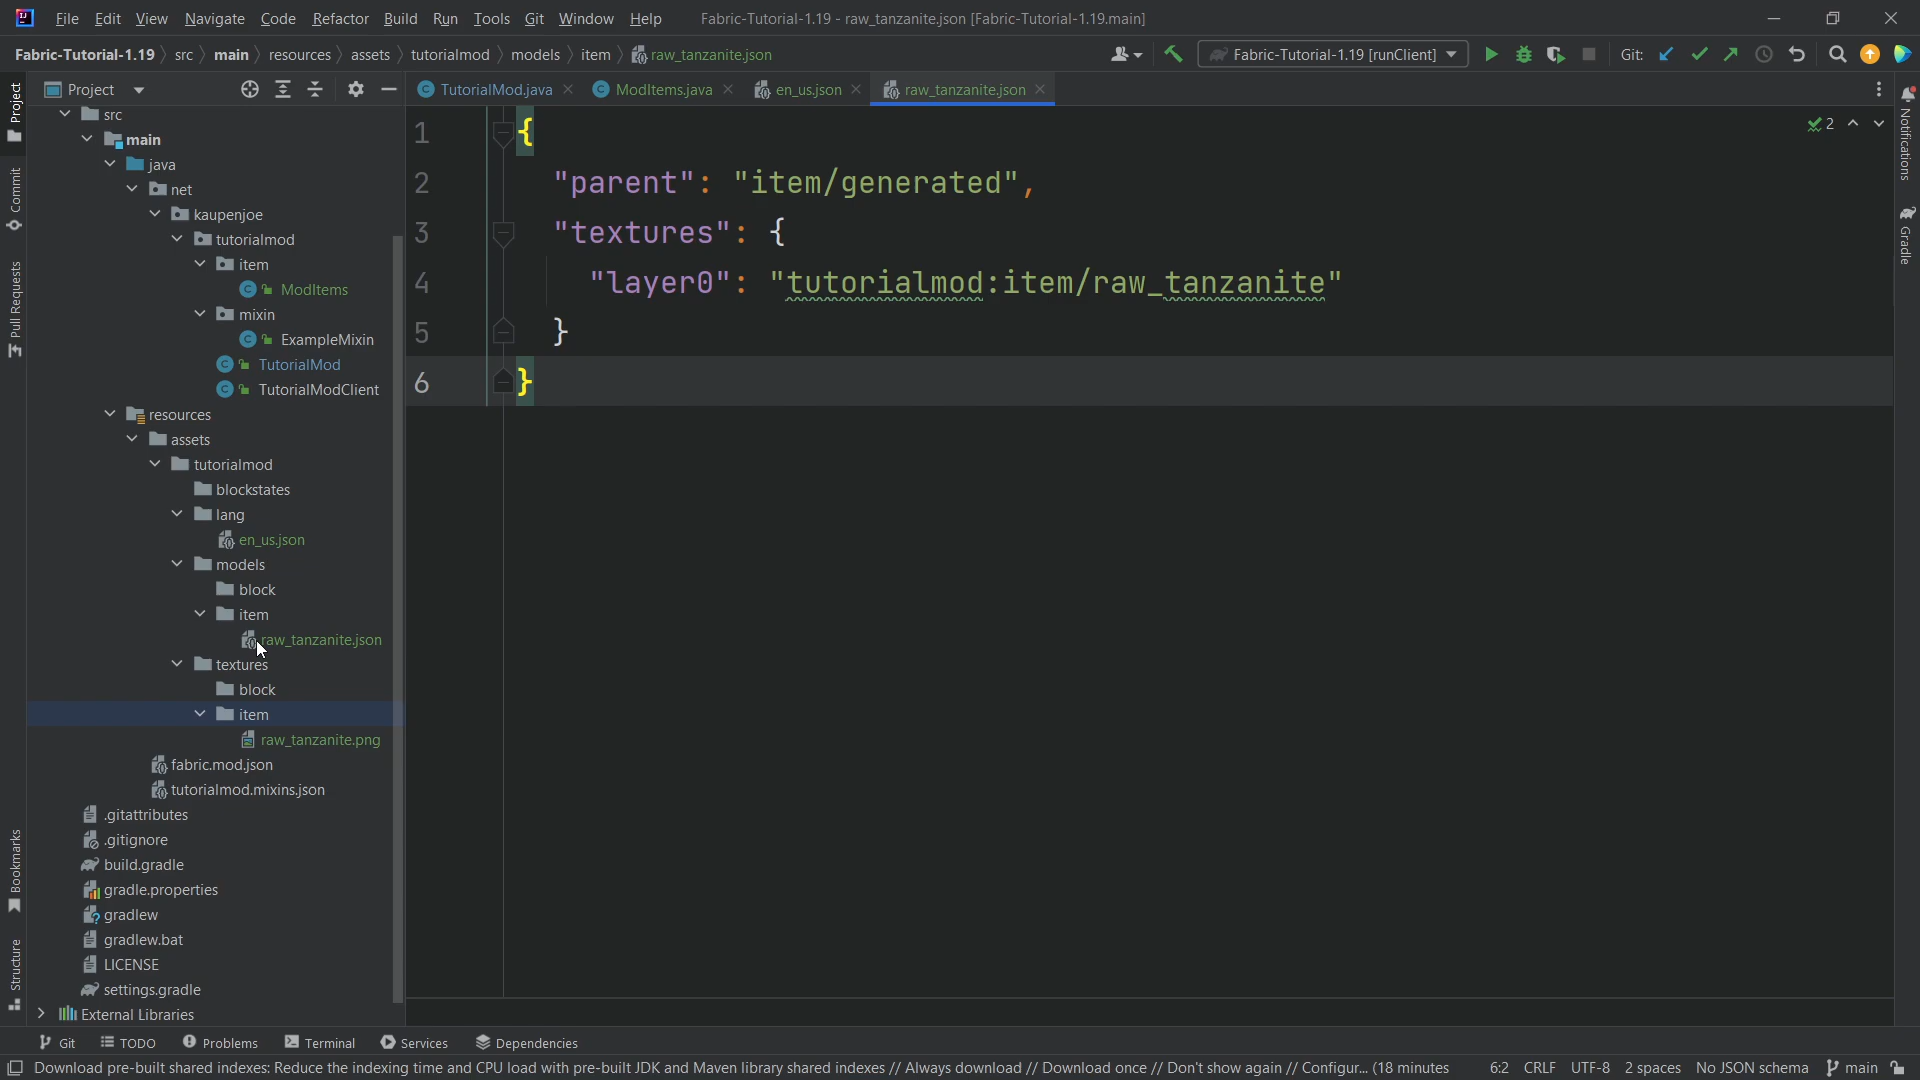 File Edit View Navigate Code Refactor Build Run Tools Git Window Help Fabric-Tutorial-1.19 - raw_tanzanite.json [Fabric-Tutorial-1.19.main]
Fabric-Tutorial-1.19 src main resources assets tutorialmod models item raw_tanzanite.json Fabric-Tutorial-1.19 [runClient] Git:
Project
TutorialMod.java ModItems.java en_us.json raw_tanzanite.json
Project
Commit
Pull Requests
Bookmarks
Structure
src
main
java
net
kaupenjoe
tutorialmod
item
ModItems
mixin
ExampleMixin
TutorialMod
TutorialModClient
resources
assets
tutorialmod
blockstates
lang
en_us.json
models
block
item
raw_tanzanite.json
textures
block
item
raw_tanzanite.png
fabric.mod.json
tutorialmod.mixins.json
.gitattributes
.gitignore
build.gradle
gradle.properties
gradlew
gradlew.bat
LICENSE
settings.gradle
External Libraries
1 {
2 "parent": "item/generated",
3 "textures": {
4 "layer0": "tutorialmod:item/raw_tanzanite"
5 }
6 }
2
Notifications
Gradle
Git TODO Problems Terminal Services Dependencies
Download pre-built shared indexes: Reduce the indexing time and CPU load with pre-built JDK and Maven library shared indexes // Always download // Download once // Don't show again // Configur... (18 minutes 6:2 CRLF UTF-8 2 spaces No JSON schema main